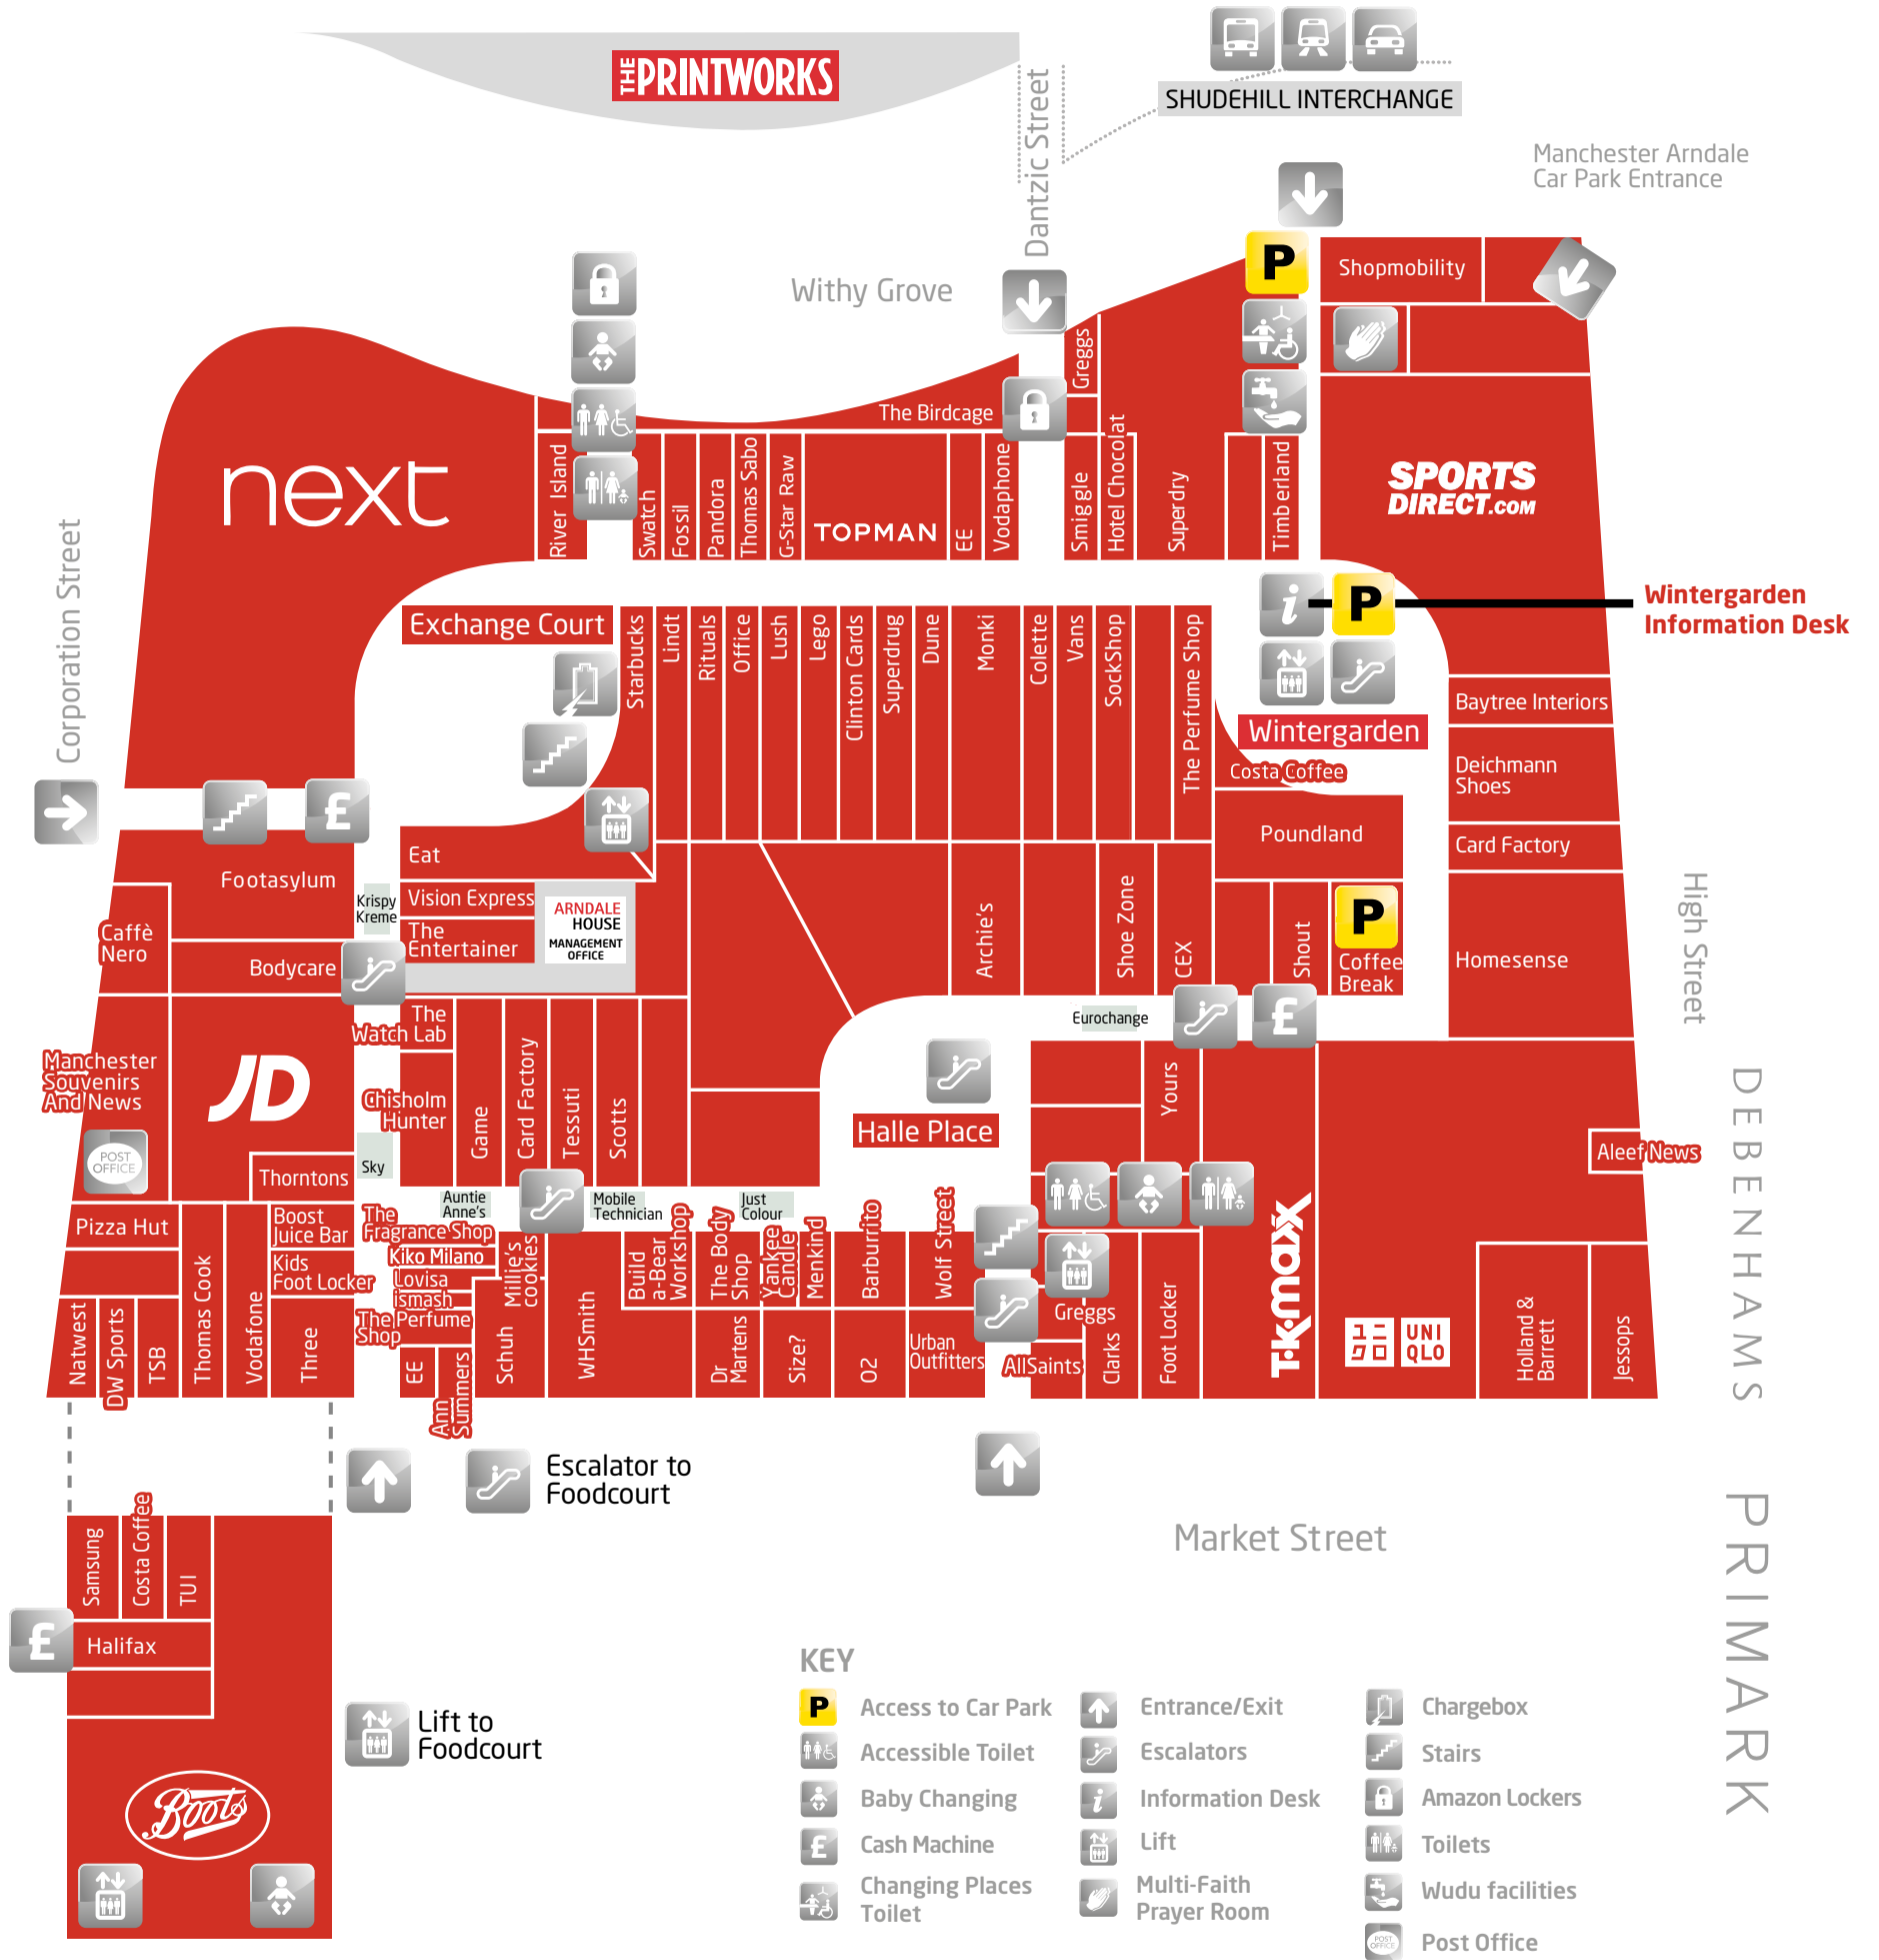 THE PRINTWORKS
SHUDEHILL INTERCHANGE
Dantzic Street
Manchester Arndale
Car Park Entrance
Withy Grove
P
Shopmobility
Greggs
The Birdcage
next
River Island
Swatch
Fossil
Pandora
Thomas Sabo
G-Star Raw
TOPMAN
EE
Vodaphone
Smiggle
Hotel Chocolat
Superdry
Timberland
SPORTS
DIRECT.COM
Corporation Street
Exchange Court
Starbucks
Lindt
Rituals
Office
Lush
Lego
Clinton Cards
Superdrug
Dune
Monki
Colette
Vans
SockShop
The Perfume Shop
i
P
Wintergarden
Information Desk
Wintergarden
Costa Coffee
Baytree Interiors
Deichmann
Shoes
Poundland
Card Factory
£
Eat
Footasylum
Krispy
Kreme
Vision Express
The
Entertainer
ARNDALE
HOUSE
MANAGEMENT
OFFICE
Caffè
Nero
Bodycare
Archie's
Shoe Zone
CEX
Shout
P
Coffee
Break
Homesense
High Street
Eurochange
£
The
Watch Lab
Manchester
Souvenirs
And News
POST
OFFICE
JD
Chisholm
Hunter
Game
Card Factory
Tessuti
Scotts
Halle Place
Yours
DEBENHAMS
Aleef News
Thorntons
Sky
Auntie
Anne's
Mobile
Technician
Just
Colour
Pizza Hut
Boost
Juice Bar
The
Fragrance Shop
Kiko Milano
Kids
Foot Locker
Lovisa
ismash
The Perfume
Shop
Millie's
cookies
Build
a-Bear
Workshop
The Body
Shop
Yankee
Candle
Menkind
Barburrito
Wolf Street
Greggs
Natwest
DW Sports
TSB
Thomas Cook
Vodafone
Three
EE
Ann
Summers
Schuh
WHSmith
Dr
Martens
Size?
O2
Urban
Outfitters
AllSaints
Clarks
Foot Locker
T·K·maxx
ユニ
クロ
UNI
QLO
Holland &
Barrett
Jessops
Escalator to
Foodcourt
Market Street
PRIMARK
Samsung
Costa Coffee
TUI
£
Halifax
Lift to
Foodcourt
Boots
KEY
P Access to Car Park
Accessible Toilet
Baby Changing
£ Cash Machine
Changing Places
Toilet
Entrance/Exit
Escalators
i Information Desk
Lift
Multi-Faith
Prayer Room
Chargebox
Stairs
Amazon Lockers
Toilets
Wudu facilities
POST OFFICE Post Office